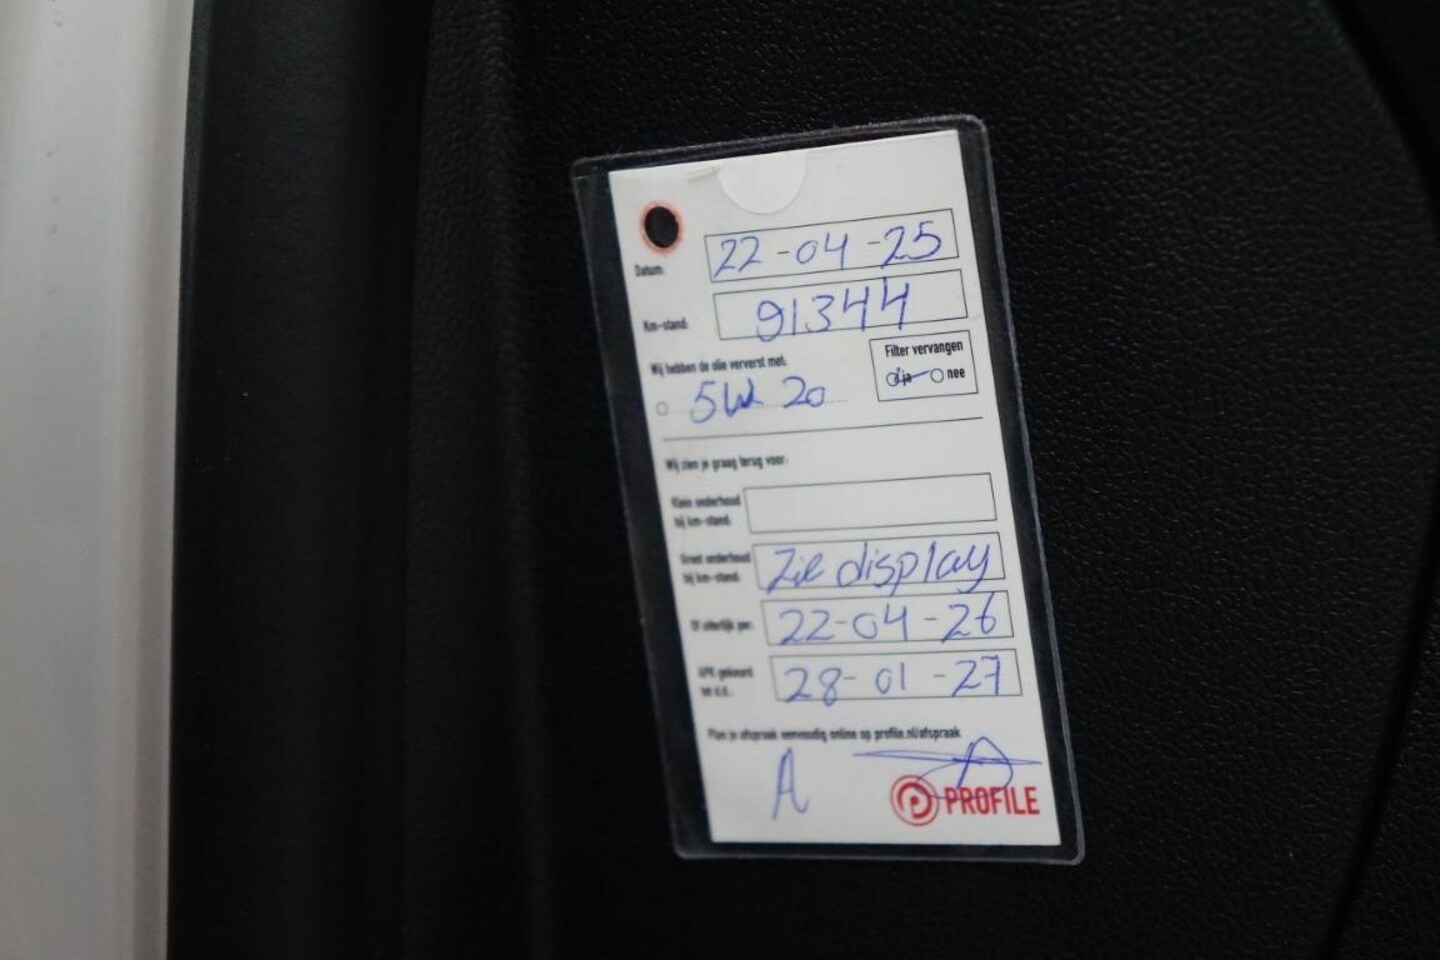 Datum: 22-04-25
Km-stand: 91344
Wij hebben de olie ververst met:
Filter vervangen
ja nee
5W 20
Wij zien je graag terug voor:
Klein onderhoud
bij km-stand:
Groot onderhoud
bij km-stand: Zie display
Of uiterlijk per: 22-04-26
APK gekeurd
tot d.d.: 28-01-27
Plan je afspraak eenvoudig online op profile.nl/afspraak
A
PROFILE